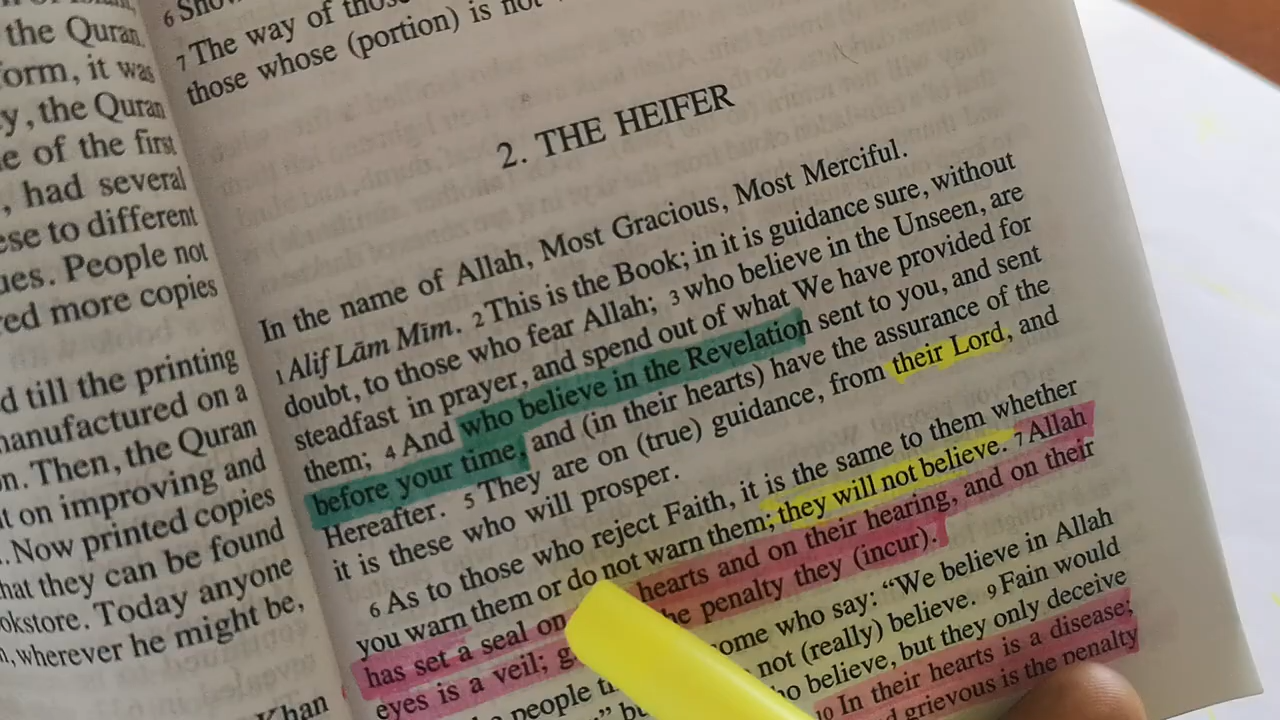 the Quran
form, it was
y, the Quran
e of the first
, had several
ese to different
ues. People not
red more copies
d till the printing
manufactured on a
n. Then, the Quran
t on improving and
. Now printed copies
hat they can be found
okstore. Today anyone
n, wherever he might be,
Khan
7 The way of those
those whose (portion) is not
2. THE HEIFER
In the name of Allah, Most Gracious, Most Merciful.
1 Alif Lām Mīm. 2 This is the Book; in it is guidance sure, without
doubt, to those who fear Allah; 3 who believe in the Unseen, are
steadfast in prayer, and spend out of what We have provided for
them; 4 And who believe in the Revelation sent to you, and sent
before your time, and (in their hearts) have the assurance of the
Hereafter. 5 They are on (true) guidance, from their Lord, and
it is these who will prosper.
6 As to those who reject Faith, it is the same to them whether
you warn them or do not warn them; they will not believe. 7 Allah
has set a seal on hearts and on their hearing, and on their
eyes is a veil; the penalty they (incur).
people come who say: "We believe in Allah
" not (really) believe. 9 Fain would
who believe, but they only deceive
10 In their hearts is a disease;
grievous is the penalty